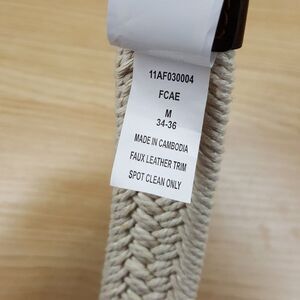 11AF030004
FCAE
M
34-36
MADE IN CAMBODIA
FAUX LEATHER TRIM
SPOT CLEAN ONLY